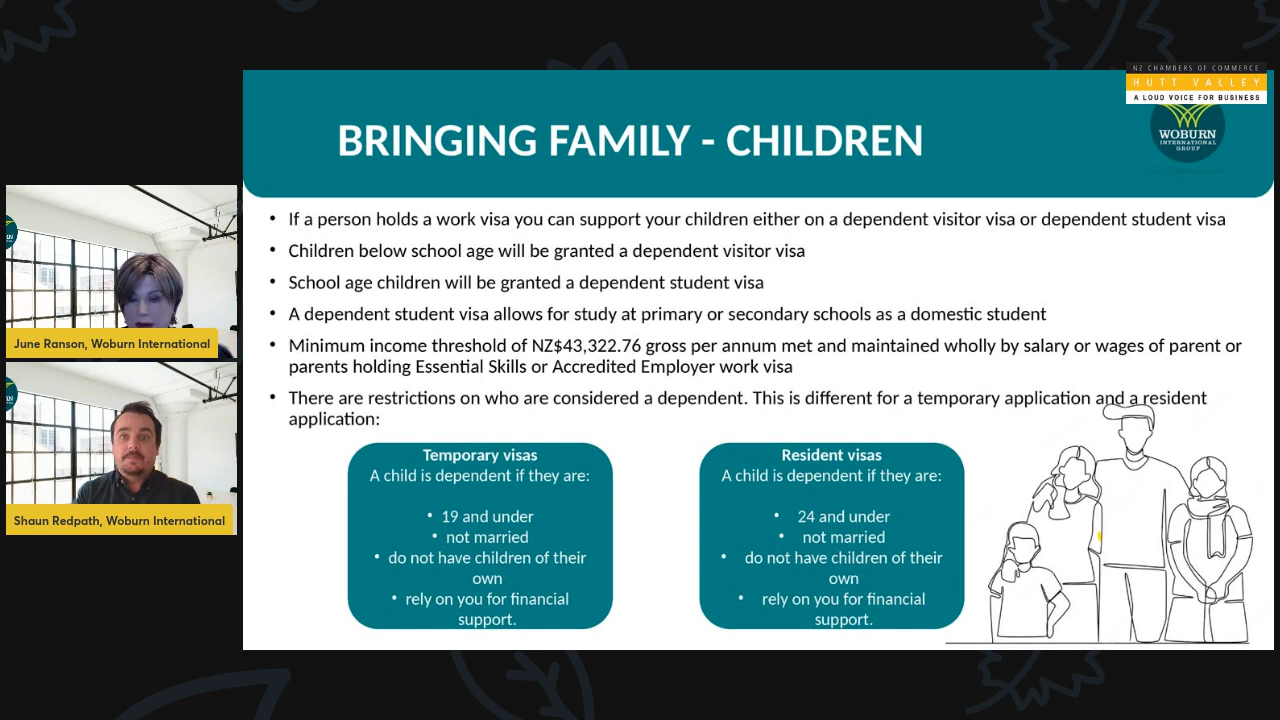 NZ CHAMBERS OF COMMERCE
HUTT VALLEY
A LOUD VOICE FOR BUSINESS
WOBURN
INTERNATIONAL
GROUP
BRINGING FAMILY - CHILDREN
• If a person holds a work visa you can support your children either on a dependent visitor visa or dependent student visa
• Children below school age will be granted a dependent visitor visa
• School age children will be granted a dependent student visa
• A dependent student visa allows for study at primary or secondary schools as a domestic student
• Minimum income threshold of NZ$43,322.76 gross per annum met and maintained wholly by salary or wages of parent or
parents holding Essential Skills or Accredited Employer work visa
• There are restrictions on who are considered a dependent. This is different for a temporary application and a resident
application:
Temporary visas
A child is dependent if they are:
• 19 and under
• not married
• do not have children of their
own
• rely on you for financial
support.
Resident visas
A child is dependent if they are:
• 24 and under
• not married
• do not have children of their
own
• rely on you for financial
support.
June Ranson, Woburn International
Shaun Redpath, Woburn International